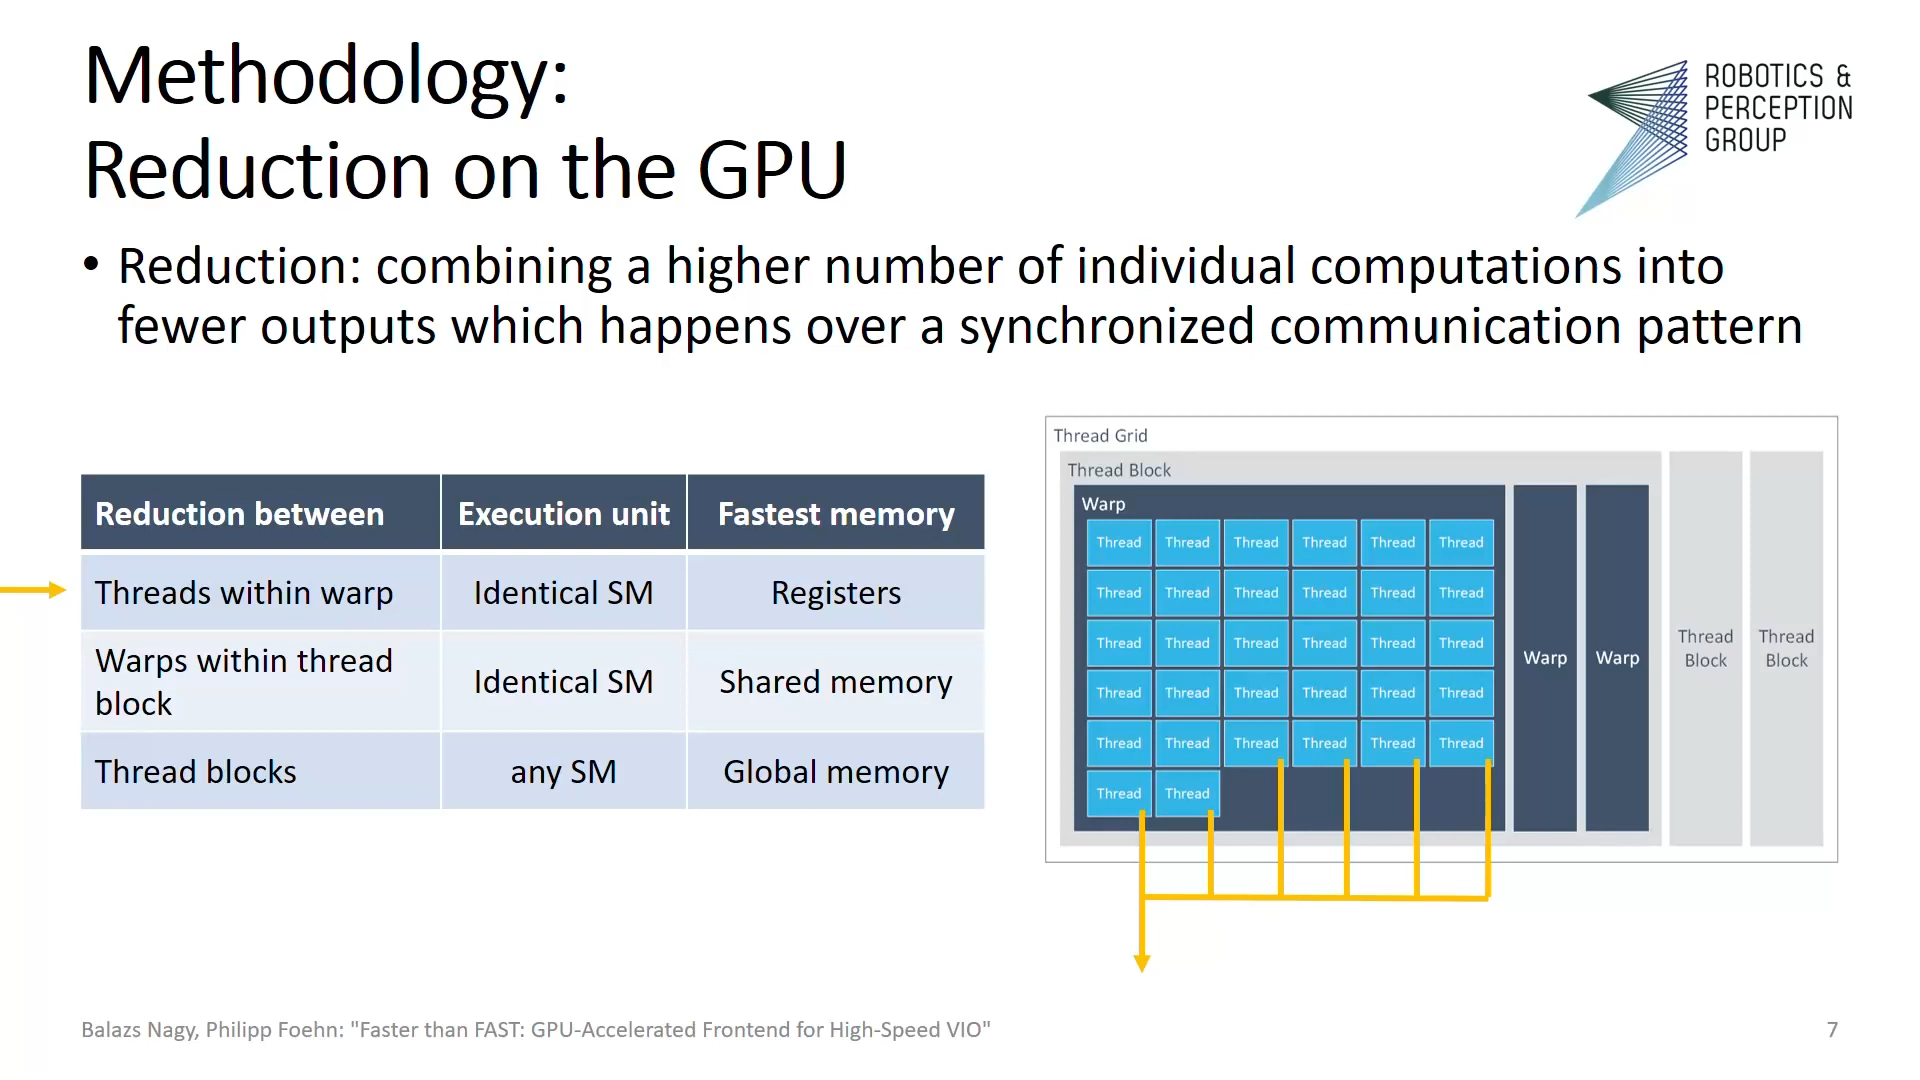 Methodology:
Reduction on the GPU
ROBOTICS &
PERCEPTION
GROUP
• Reduction: combining a higher number of individual computations into
fewer outputs which happens over a synchronized communication pattern
Reduction between Execution unit Fastest memory
Threads within warp Identical SM Registers
Warps within thread
block
Identical SM Shared memory
Thread blocks any SM Global memory
Thread Grid
Thread Block
Warp
Thread Thread Thread Thread Thread Thread
Thread Thread Thread Thread Thread Thread
Thread Thread Thread Thread Thread Thread
Thread Thread Thread Thread Thread Thread
Thread Thread Thread Thread Thread Thread
Thread Thread
Warp Warp
Thread
Block
Thread
Block
Balazs Nagy, Philipp Foehn: "Faster than FAST: GPU-Accelerated Frontend for High-Speed VIO"
7